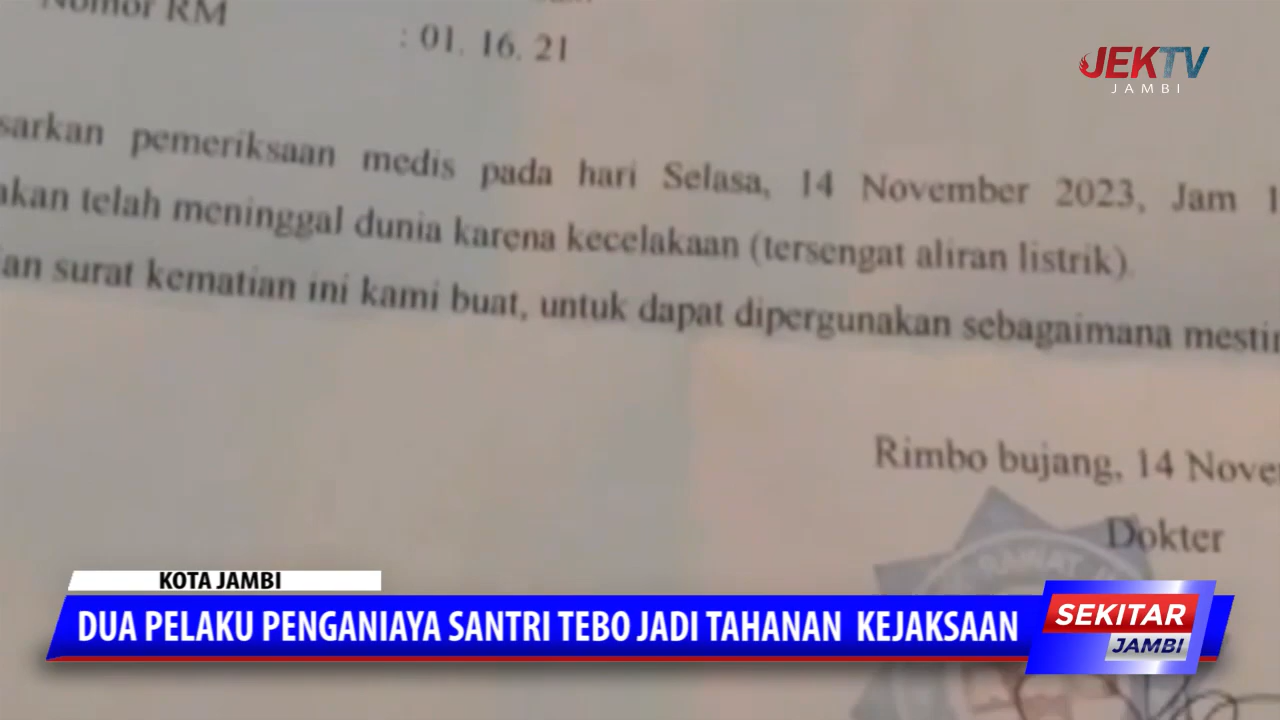 Nomor RM
: 01. 16. 21
JEKTV
JAMBI
sarkan pemeriksaan medis pada hari Selasa, 14 November 2023, Jam 1
akan telah meninggal dunia karena kecelakaan (tersengat aliran listrik).
ian surat kematian ini kami buat, untuk dapat dipergunakan sebagaimana mestin
Rimbo bujang, 14 Nove
Dokter
RAWAT
KOTA JAMBI
DUA PELAKU PENGANIAYA SANTRI TEBO JADI TAHANAN KEJAKSAAN
SEKITAR
JAMBI